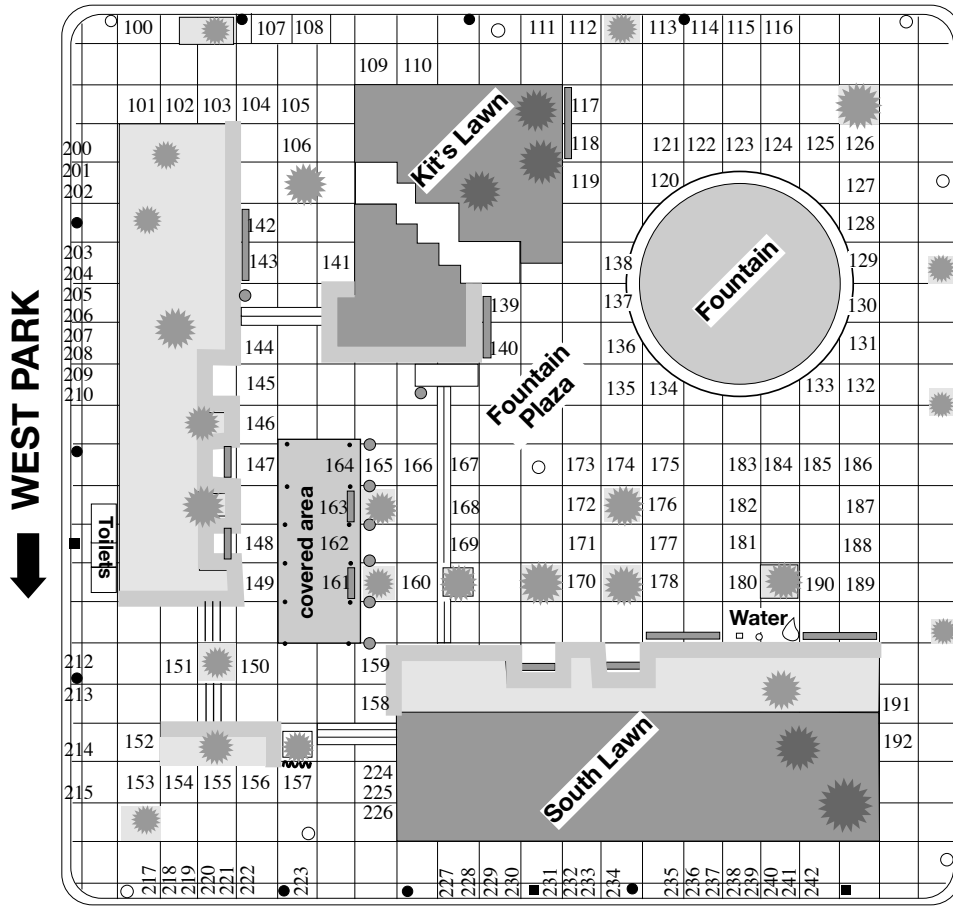 100 107 108 111 112 113 114 115 116
109 110
101 102 103 104 105 117
Kit's Lawn
106 118 121 122 123 124 125 126
200
201
202
119 120 127
142 128
203 143 141 138 129
204
Fountain
205 139 137 130
206
207
208
144 140 136 131
209 145 135 134 133 132
210
Fountain
Plaza
146
WEST PARK
147 164 165 166 167 173 174 175 183 184 185 186
163 168 172 176 182 187
Toilets
covered area
148 162 169 171 177 181 188
149 161 160 170 178 180 190 189
Water
212 151 150 159
213 158 191
214 152 192
South Lawn
215 153 154 155 156 157 224
225
226
217 218 219 220 221 222 223 227 228 229 230 231 232 233 234 235 236 237 238 239 240 241 242